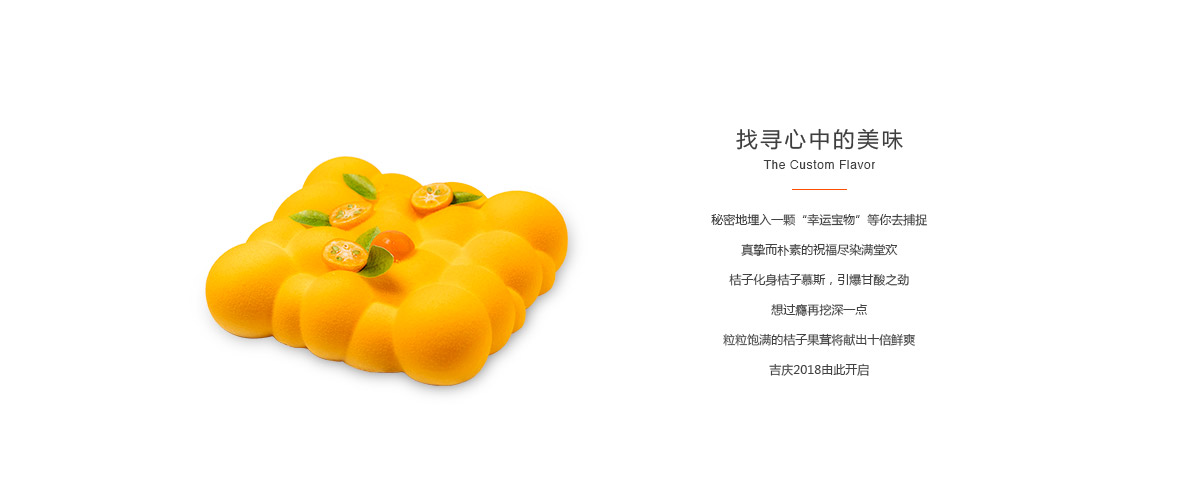 找寻心中的美味
The Custom Flavor
秘密地埋入一颗“幸运宝物”等你去捕捉
真挚而朴素的祝福尽染满堂欢
桔子化身桔子慕斯，引爆甘酸之劲
想过瘾再挖深一点
粒粒饱满的桔子果茸将献出十倍鲜爽
吉庆2018由此开启